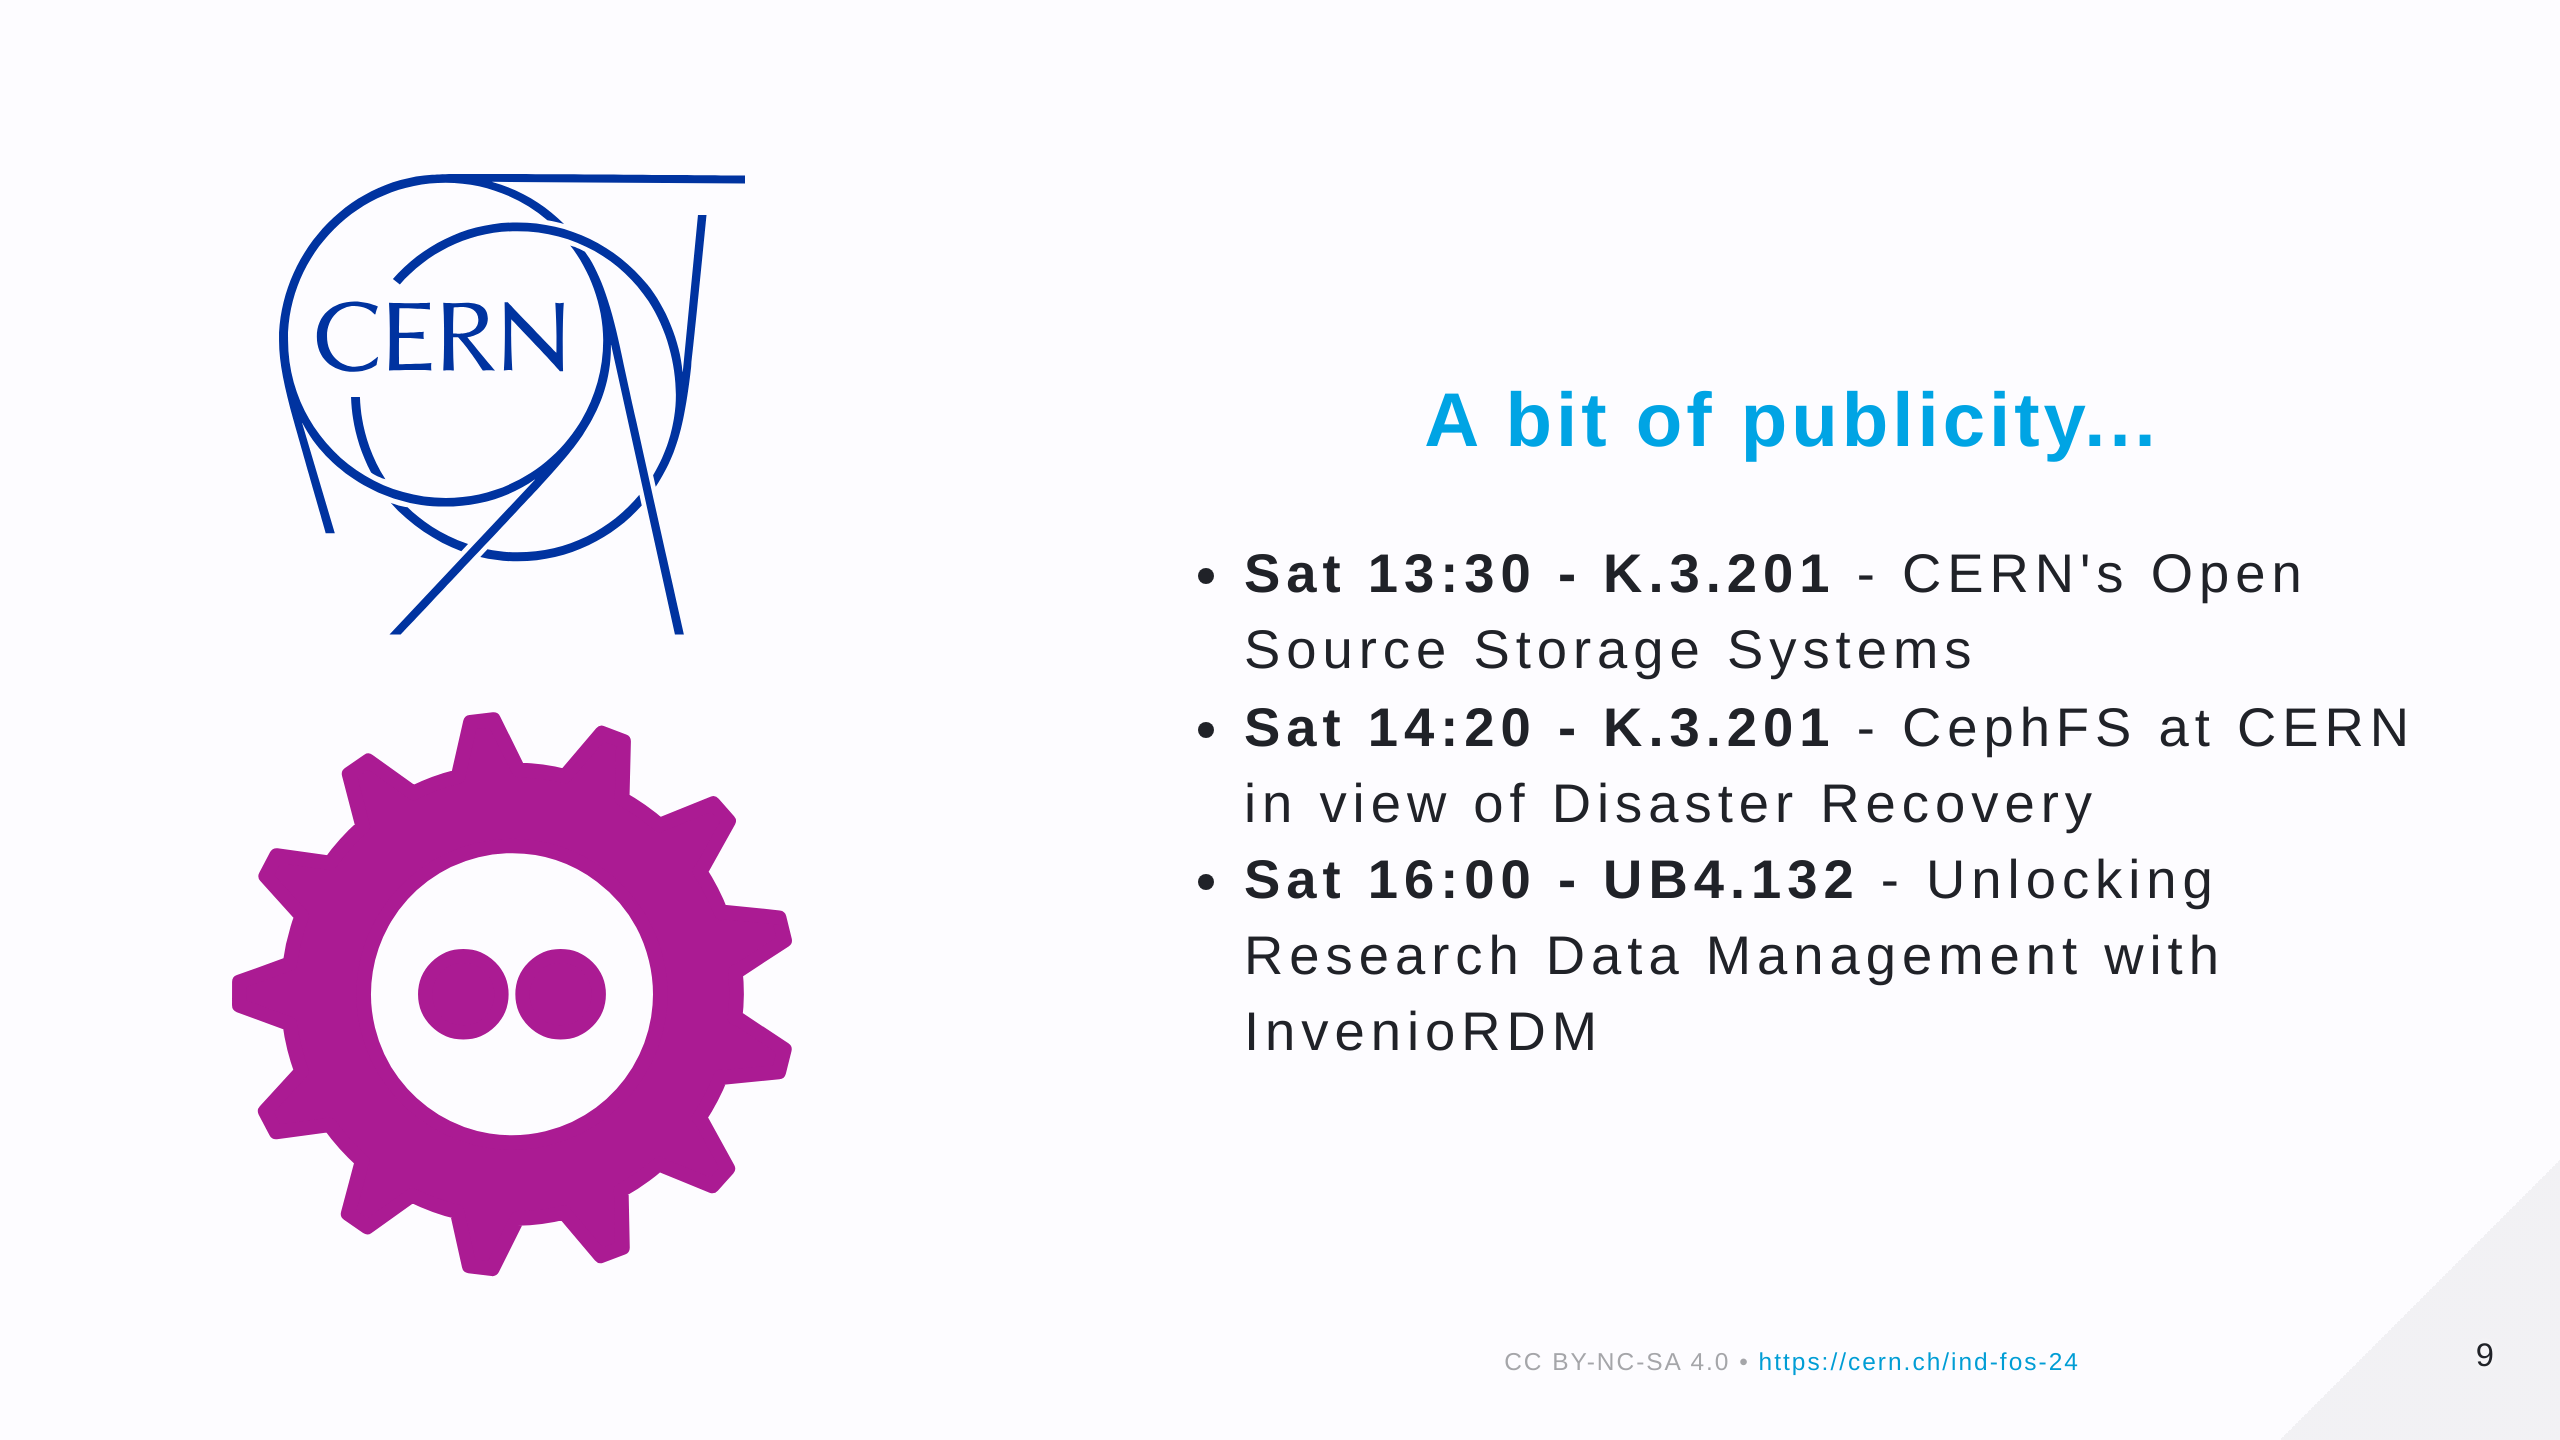 CERN
A bit of publicity...
• Sat 13:30 - K.3.201 - CERN's Open
Source Storage Systems
• Sat 14:20 - K.3.201 - CephFS at CERN
in view of Disaster Recovery
• Sat 16:00 - UB4.132 - Unlocking
Research Data Management with
InvenioRDM
CC BY-NC-SA 4.0 • https://cern.ch/ind-fos-24
9